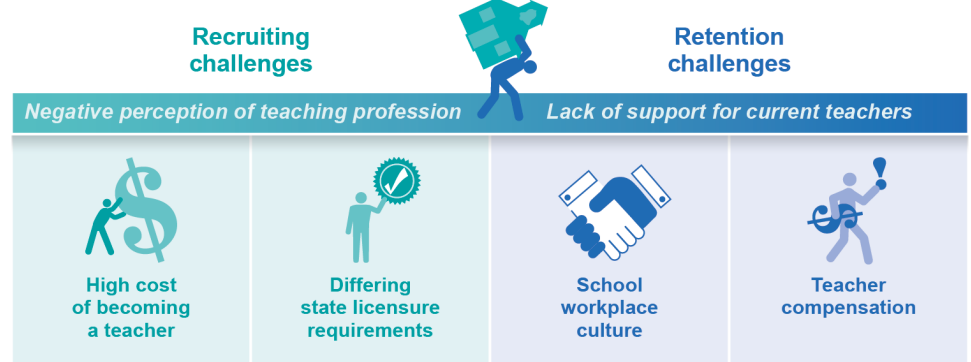 Recruiting
challenges
Retention
challenges
Negative perception of teaching profession
Lack of support for current teachers
High cost
of becoming
a teacher
Differing
state licensure
requirements
School
workplace
culture
Teacher
compensation